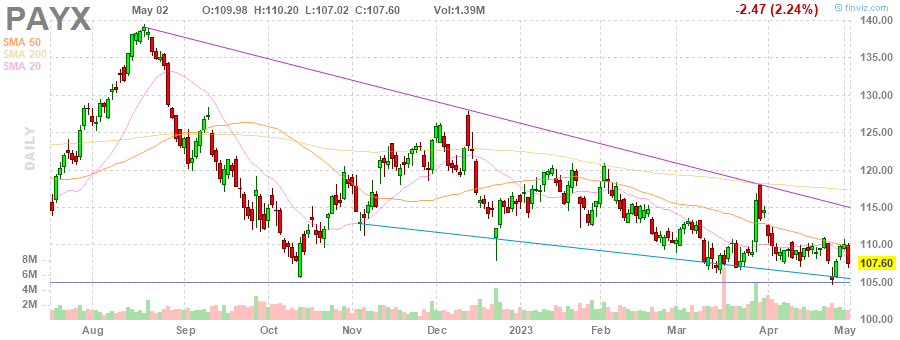 PAYX
May 02 O:109.98 H:110.20 L:107.02 C:107.60 Vol:1.39M
-2.47 (2.24%)
© finviz.com
SMA 50
SMA 200
SMA 20
DAILY
140.00
135.00
130.00
125.00
120.00
115.00
110.00
107.60
105.00
100.00
8M
6M
4M
2M
Aug Sep Oct Nov Dec 2023 Feb Mar Apr May